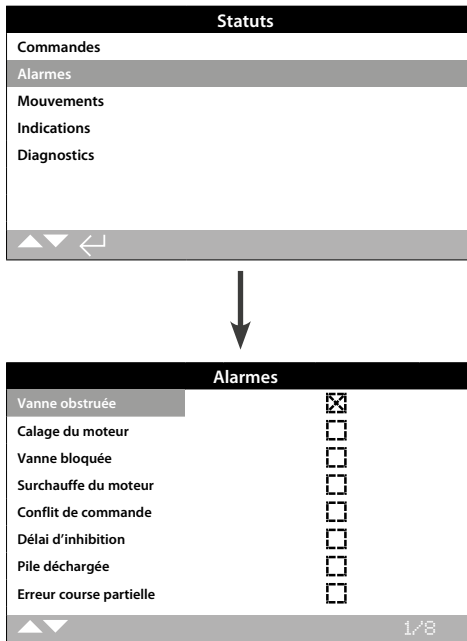 Statuts
Commandes
Alarmes
Mouvements
Indications
Diagnostics
Alarmes
Vanne obstruée
Calage du moteur
Vanne bloquée
Surchauffe du moteur
Conflit de commande
Délai d’inhibition
Pile déchargée
Erreur course partielle
1/8